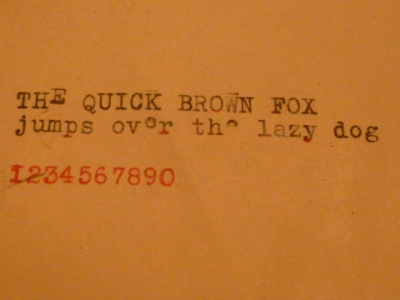 THE QUICK BROWN FOX
jumps over the lazy dog
1234567890